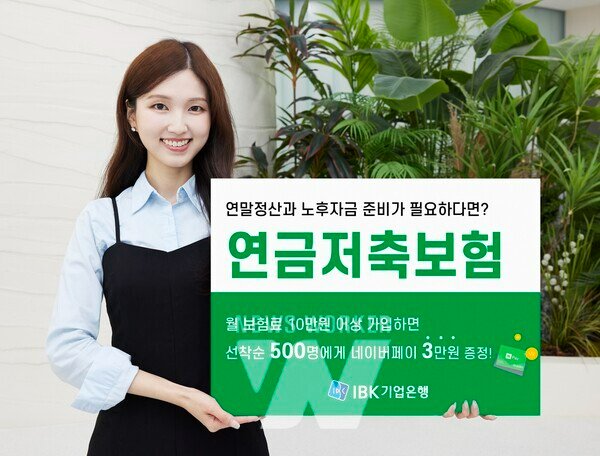 연말정산과 노후자금 준비가 필요하다면?
연금저축보험
NEWSWORKER
월 보험료 10만원 이상 가입하면
선착순 500명에게 네이버페이 3만원 증정!
W
IBK기업은행